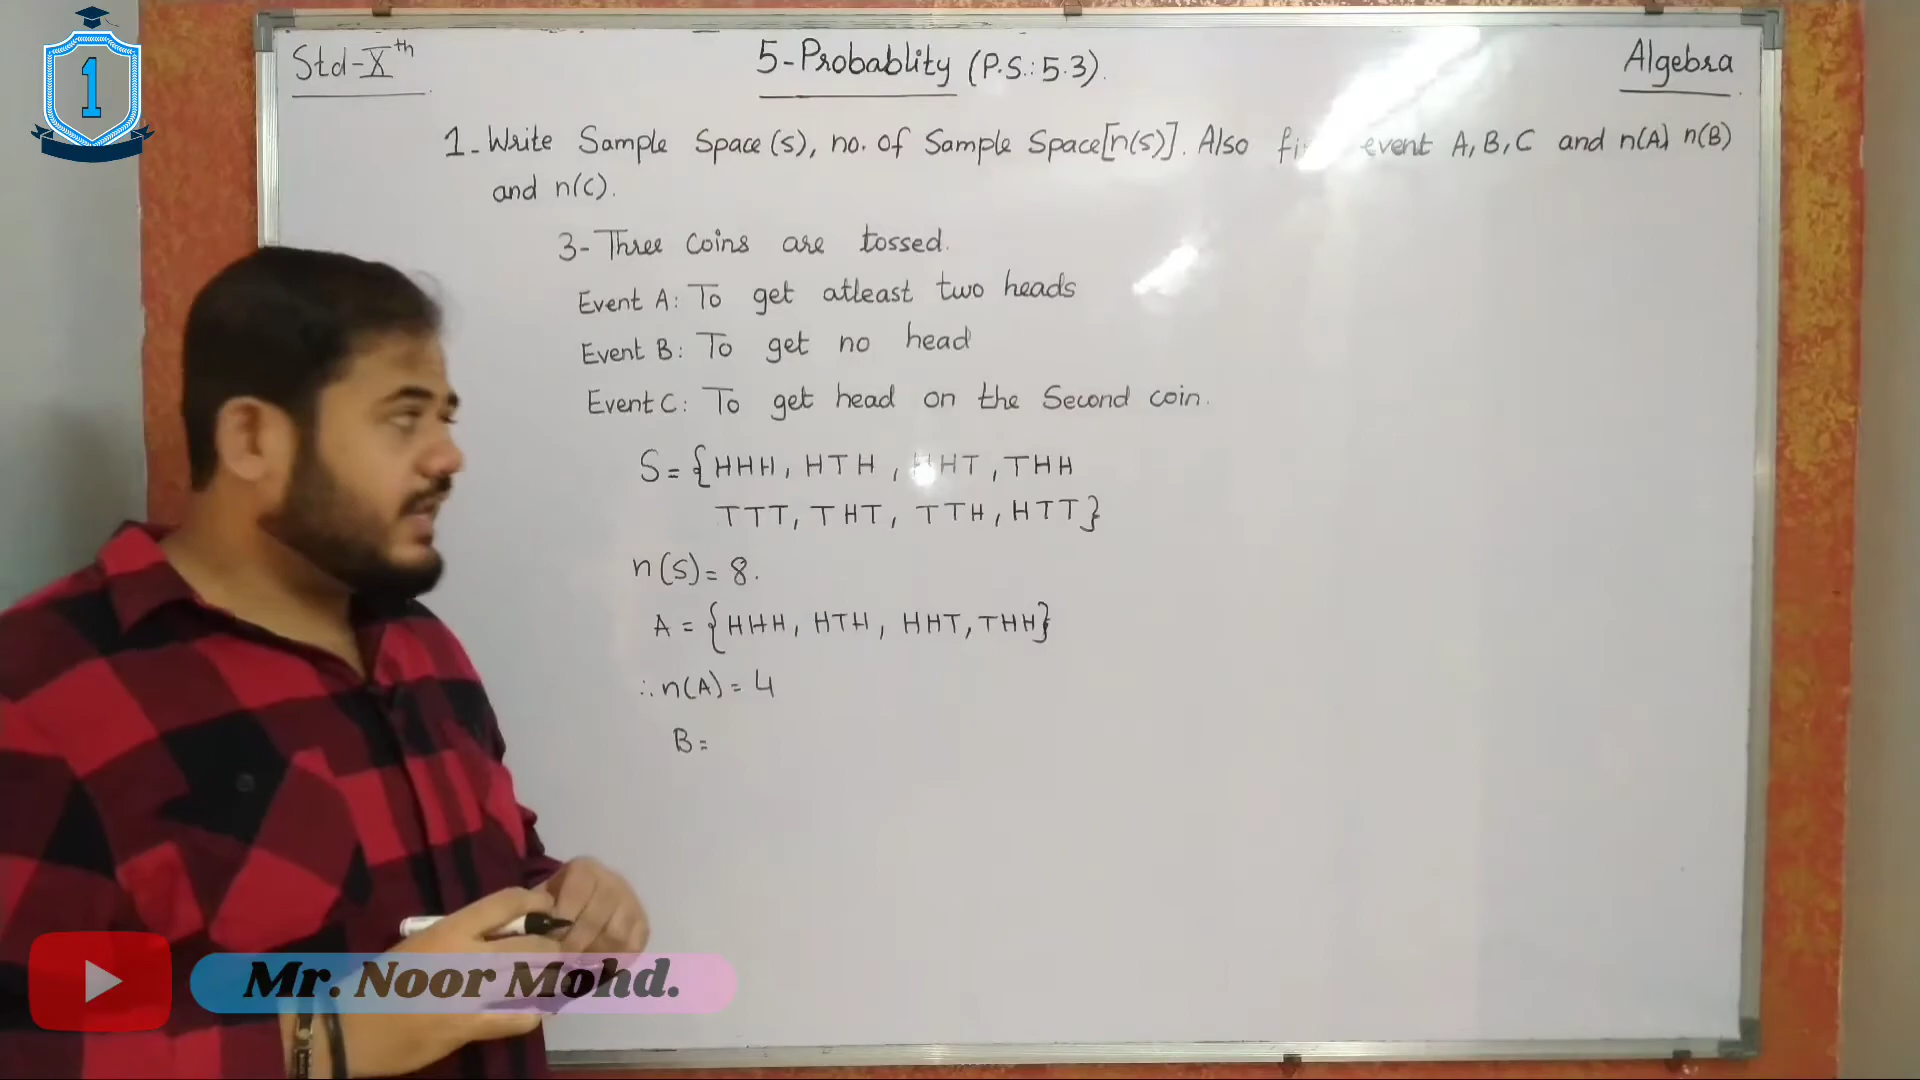 1
Std-Xth
5-Probablity (P.S.: 5.3).
Algebra
1- Write Sample Space (s), no. of Sample Space [n(s)]. Also event A, B, C and n(A) n(B)
and n(C).
3- Three coins are tossed.
Event A: To get atleast two heads
Event B: To get no head
Event C: To get head on the Second coin.
S = {HHH, HTH, HHT, THH
TTT, THT, TTH, HTT}
n(s) = 8.
A = {HHH, HTH, HHT, THH}
∴ n(A) = 4
B =
Mr. Noor Mohd.